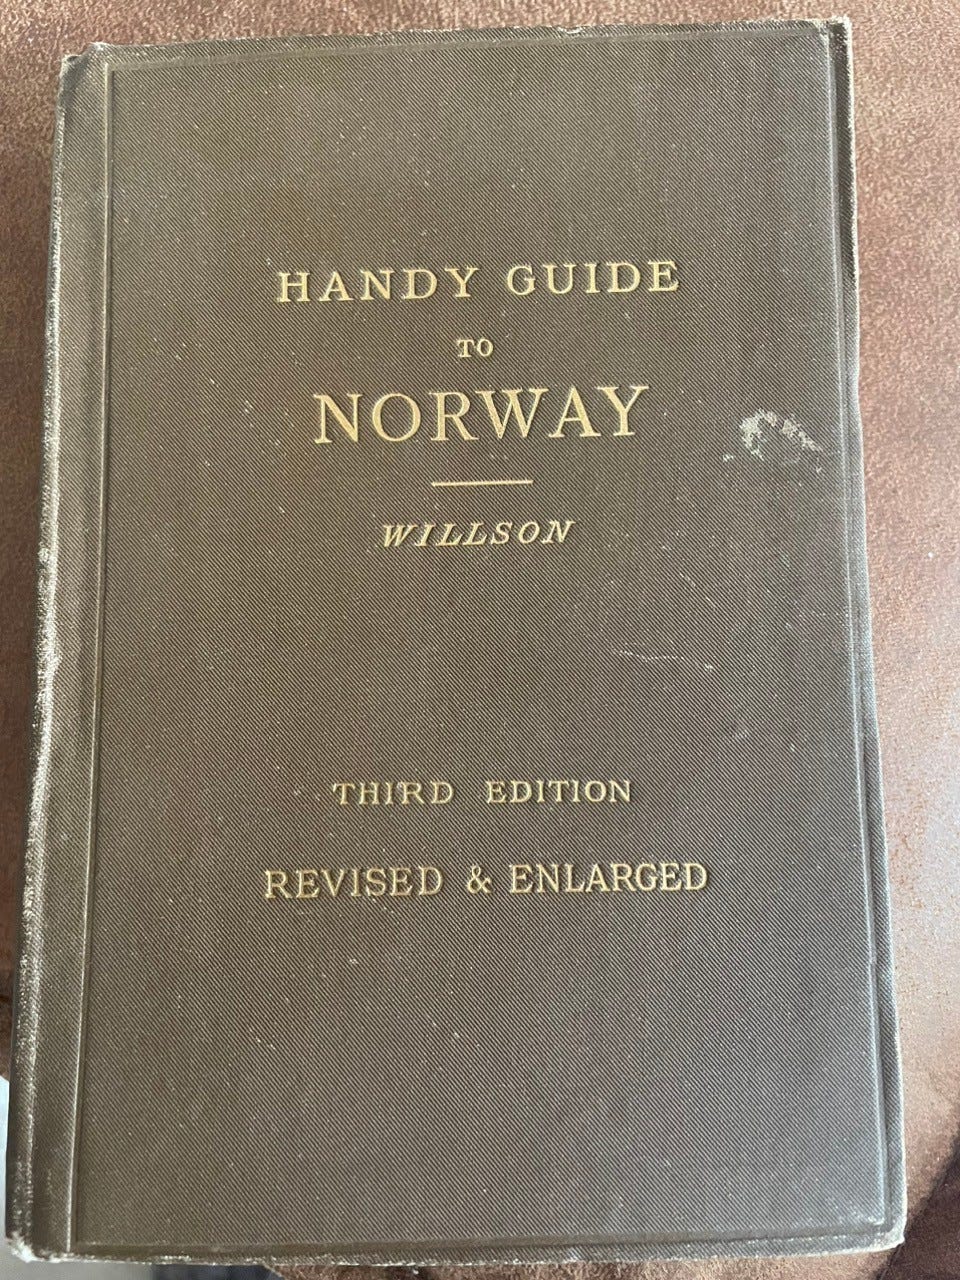 HANDY GUIDE
TO
NORWAY
WILLSON
THIRD EDITION
REVISED & ENLARGED